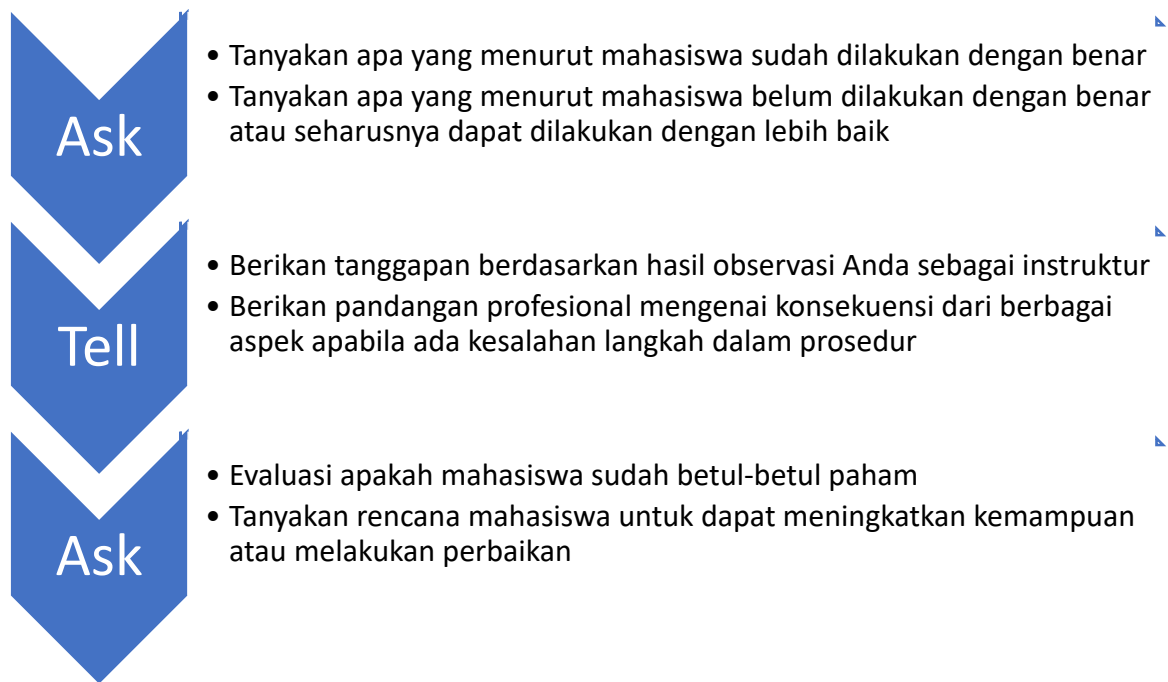 Ask
• Tanyakan apa yang menurut mahasiswa sudah dilakukan dengan benar
• Tanyakan apa yang menurut mahasiswa belum dilakukan dengan benar
atau seharusnya dapat dilakukan dengan lebih baik
Tell
• Berikan tanggapan berdasarkan hasil observasi Anda sebagai instruktur
• Berikan pandangan profesional mengenai konsekuensi dari berbagai
aspek apabila ada kesalahan langkah dalam prosedur
Ask
• Evaluasi apakah mahasiswa sudah betul-betul paham
• Tanyakan rencana mahasiswa untuk dapat meningkatkan kemampuan
atau melakukan perbaikan